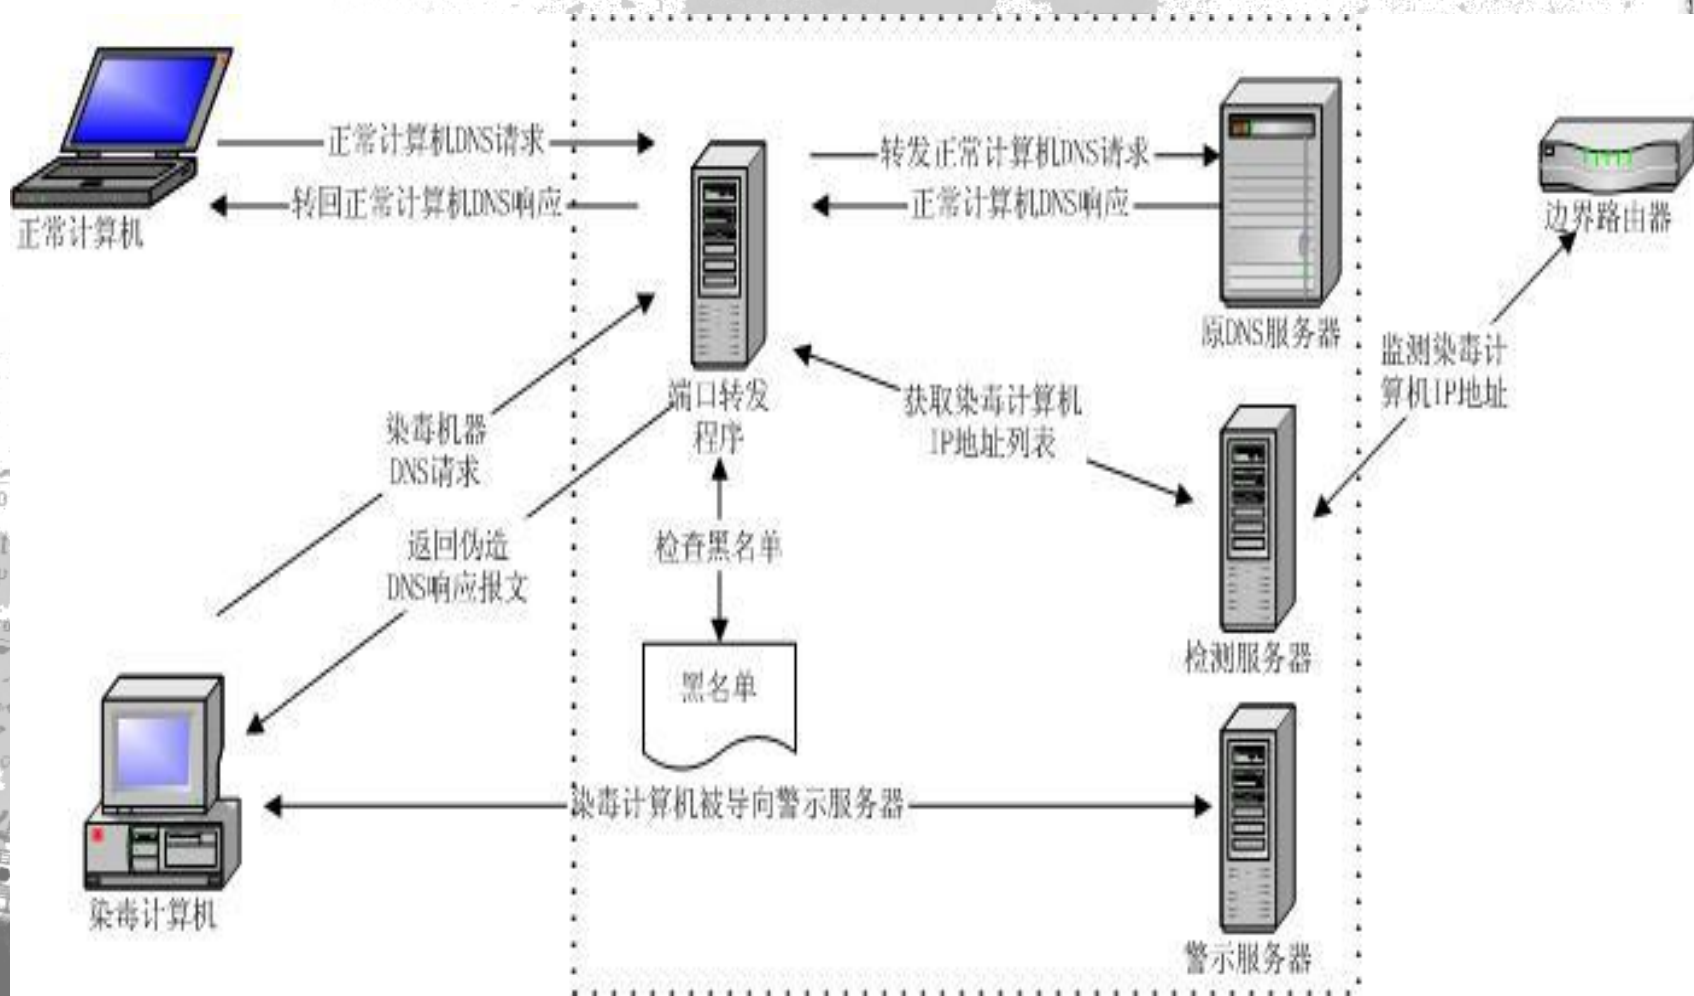 正常计算机DNS请求
转发正常计算机DNS请求
转回正常计算机DNS响应
正常计算机DNS响应
正常计算机
边界路由器
原DNS服务器
监测染毒计
算机IP地址
端口转发
程序
获取染毒计算机
IP地址列表
染毒机器
DNS请求
返回伪造
DNS响应报文
检查黑名单
检测服务器
黑名单
染毒计算机被导向警示服务器
染毒计算机
警示服务器